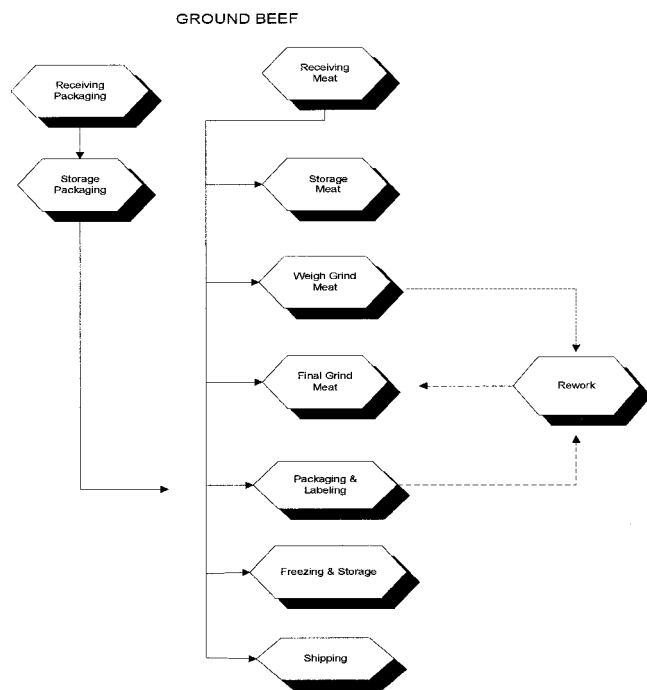 GROUND BEEF
Receiving
Packaging
Receiving
Meat
Storage
Packaging
Storage
Meat
Weigh Grind
Meat
Final Grind
Meat
Rework
Packaging &
Labeling
Freezing & Storage
Shipping